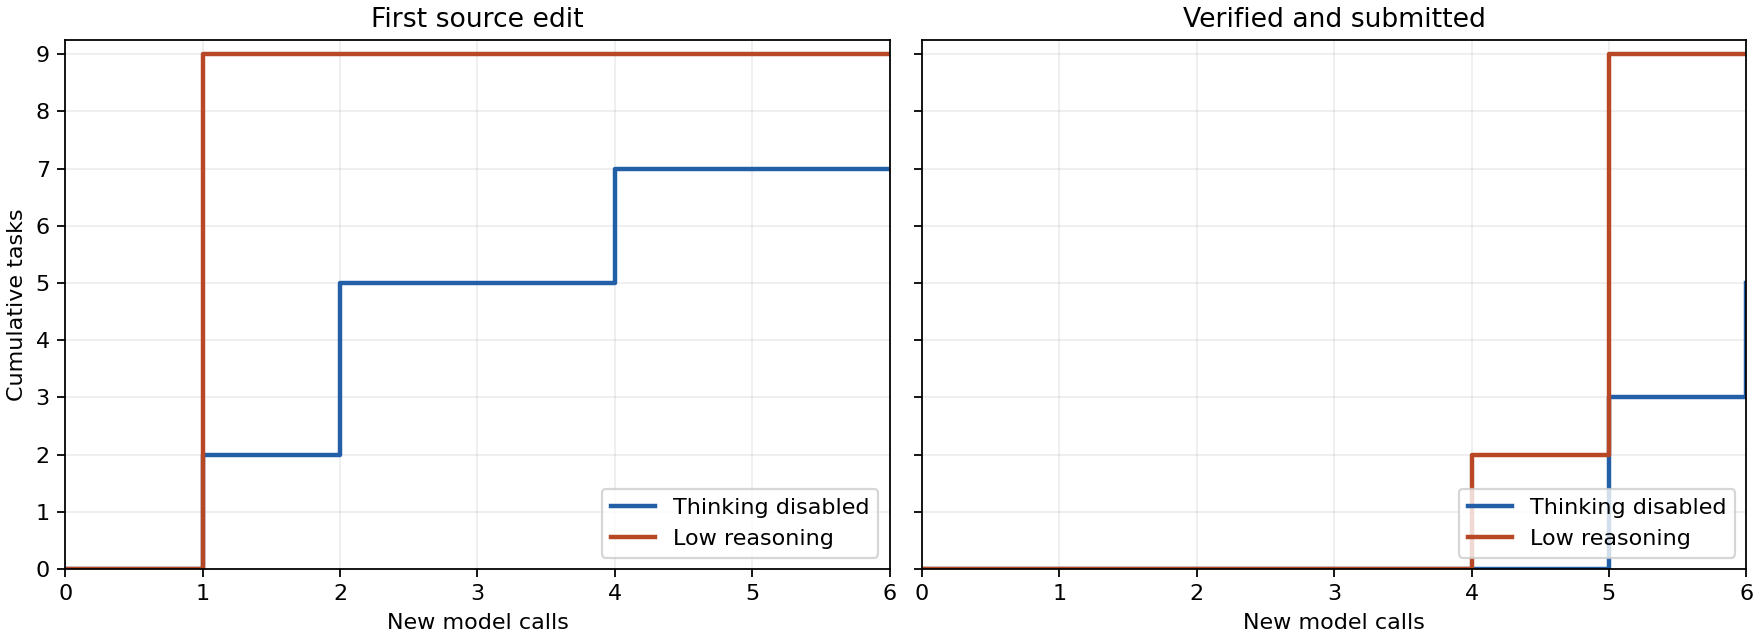 First source edit
Verified and submitted
Cumulative tasks
9
8
7
6
5
4
3
2
1
0
Thinking disabled
Low reasoning
Thinking disabled
Low reasoning
0 1 2 3 4 5 6
0 1 2 3 4 5 6
New model calls
New model calls